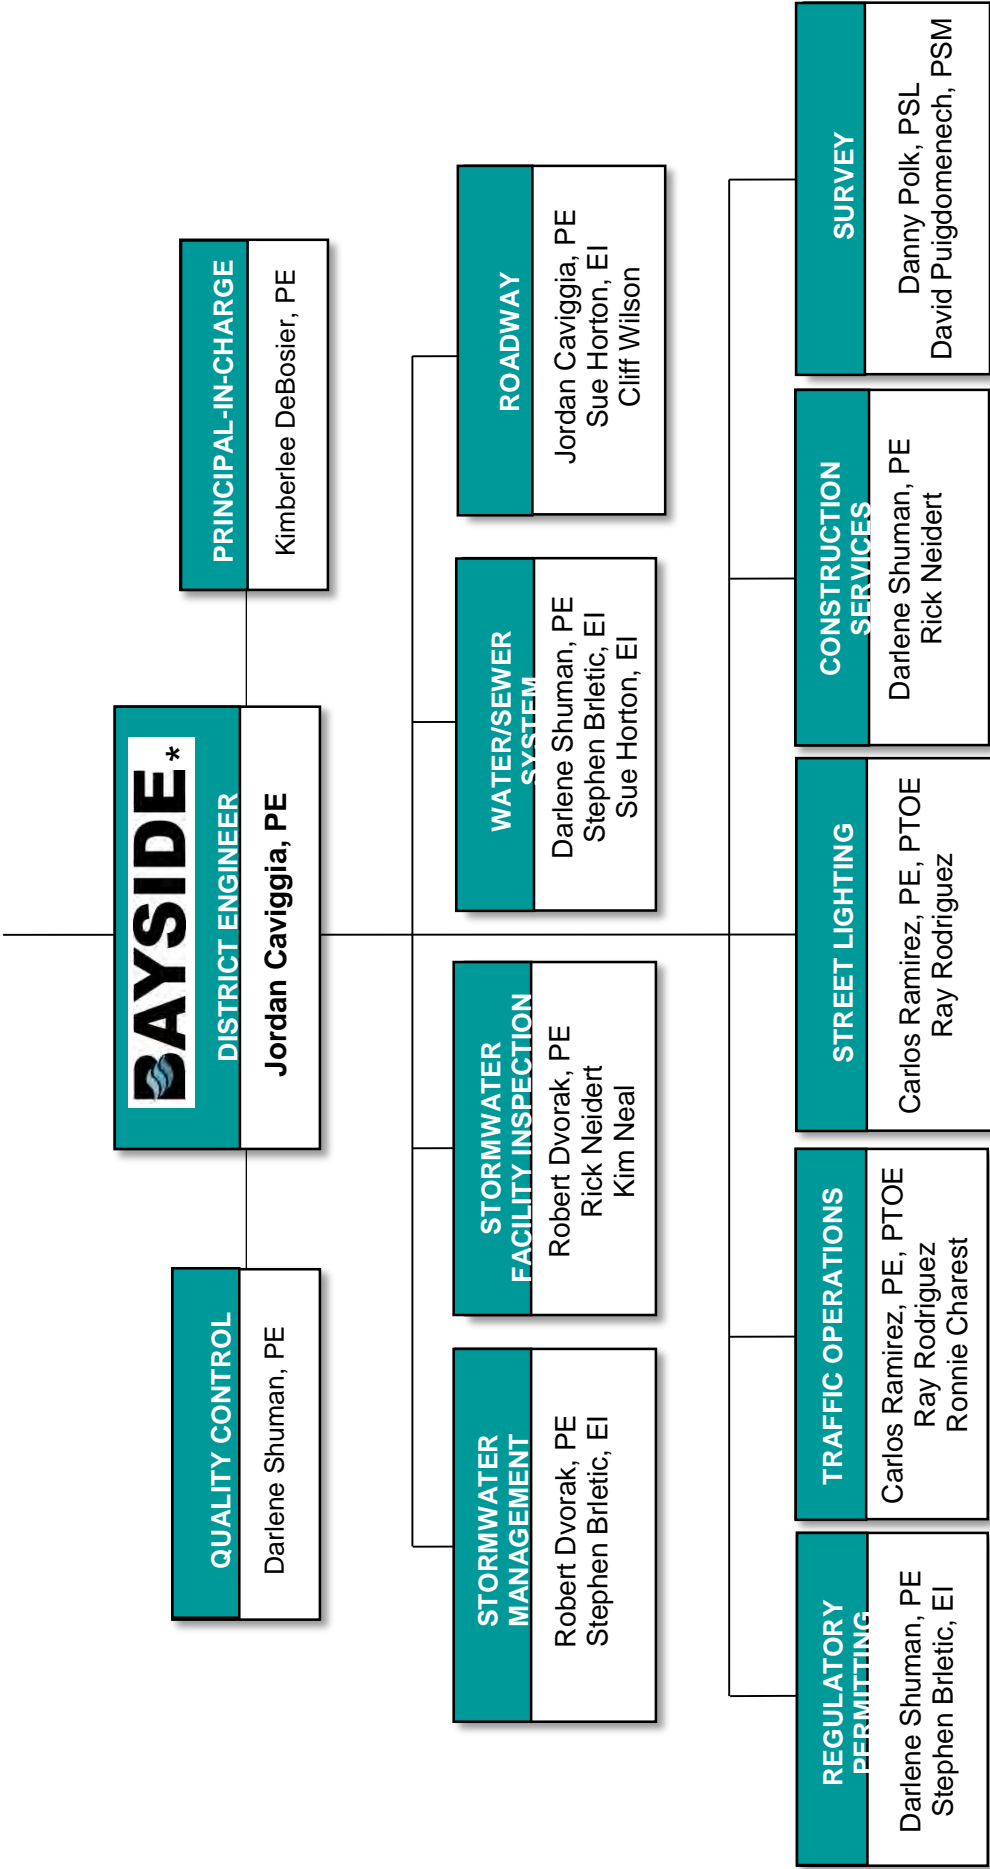 BAYSIDE*
DISTRICT ENGINEER
Jordan Caviggia, PE
QUALITY CONTROL
Darlene Shuman, PE
PRINCIPAL-IN-CHARGE
Kimberlee DeBosier, PE
STORMWATER
MANAGEMENT
Robert Dvorak, PE
Stephen Brletic, EI
STORMWATER
FACILITY INSPECTION
Robert Dvorak, PE
Rick Neidert
Kim Neal
WATER/SEWER
SYSTEM
Darlene Shuman, PE
Stephen Brletic, EI
Sue Horton, EI
ROADWAY
Jordan Caviggia, PE
Sue Horton, EI
Cliff Wilson
REGULATORY
PERMITTING
Darlene Shuman, PE
Stephen Brletic, EI
TRAFFIC OPERATIONS
Carlos Ramirez, PE, PTOE
Ray Rodriguez
Ronnie Charest
STREET LIGHTING
Carlos Ramirez, PE, PTOE
Ray Rodriguez
CONSTRUCTION
SERVICES
Darlene Shuman, PE
Rick Neidert
SURVEY
Danny Polk, PSL
David Puigdomenech, PSM